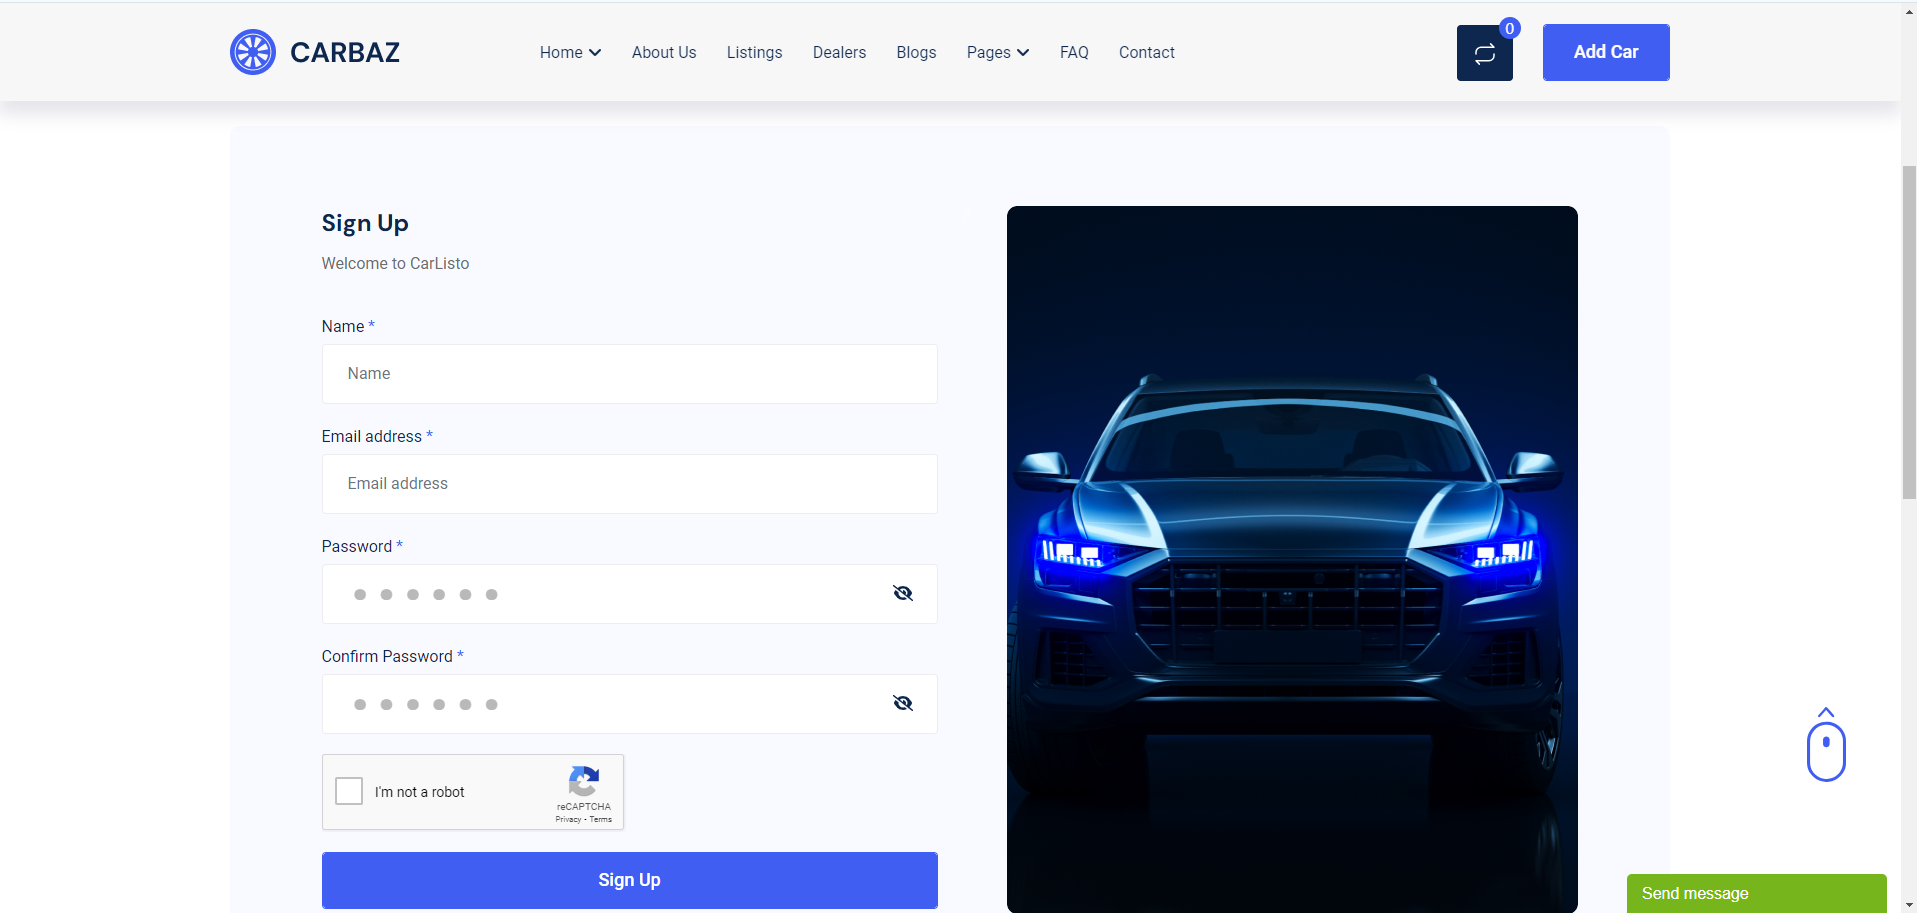 CARBAZ
Home
About Us
Listings
Dealers
Blogs
Pages
FAQ
Contact
0
Add Car
Sign Up
Welcome to CarListo
Name *
Name
Email address *
Email address
Password *
Confirm Password *
I'm not a robot
reCAPTCHA
Privacy - Terms
Sign Up
Send message